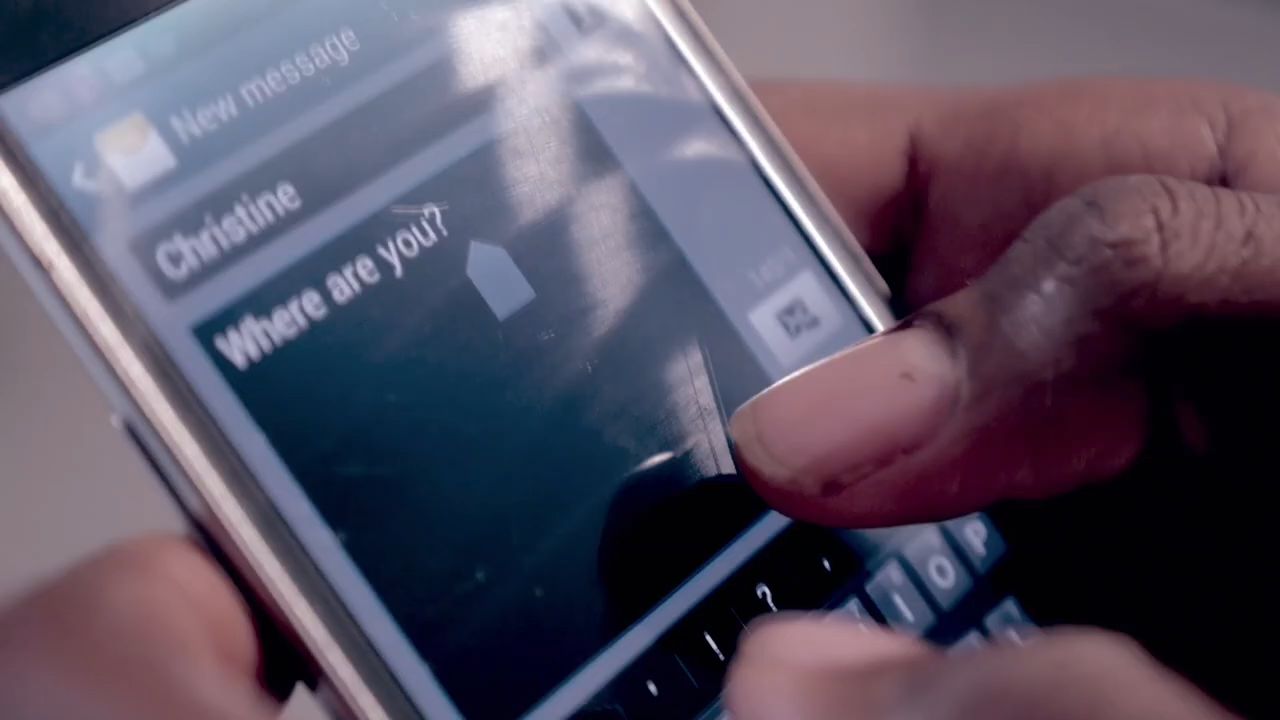 New message
Christine
Where are you?
? .
. !
I O P